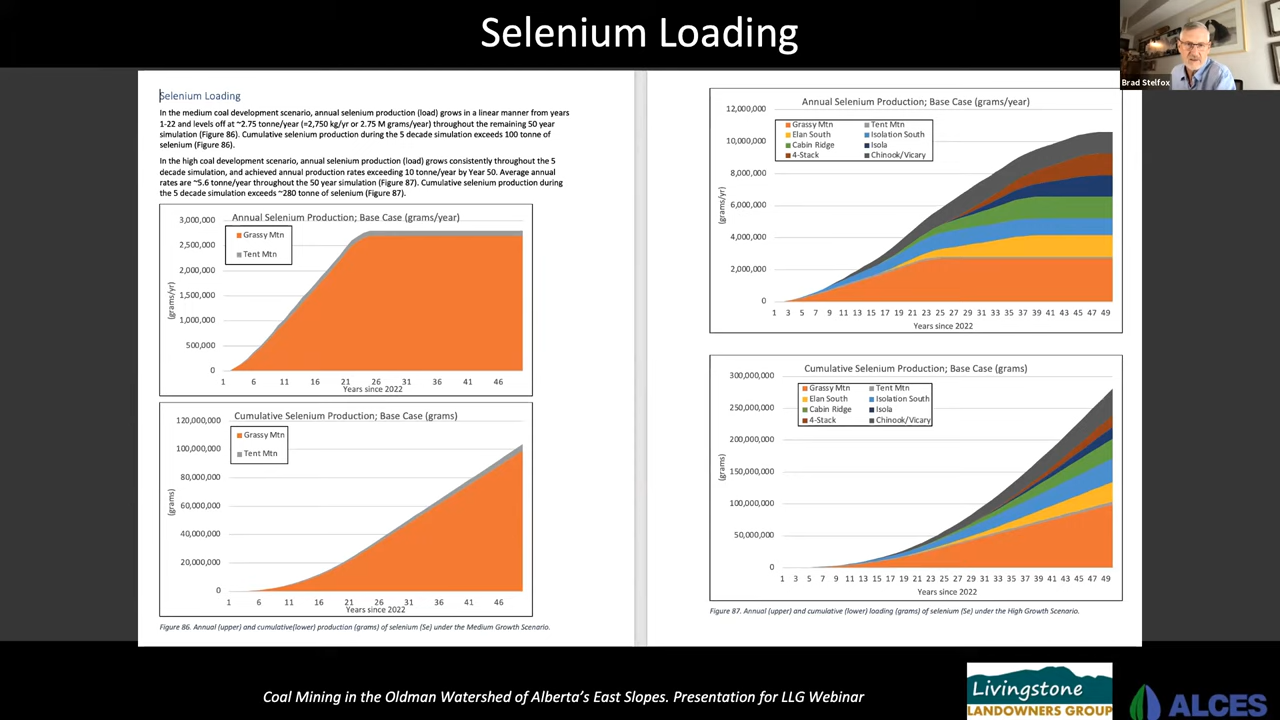 Selenium Loading
Brad Stelfox
Selenium Loading
In the medium coal development scenario, annual selenium production (load) grows in a linear manner from years
1-22 and levels off at ~2.75 tonne/year (=2,750 kg/yr or 2.75 M grams/year) throughout the remaining 50 year
simulation (Figure 86). Cumulative selenium production during the 5 decade simulation exceeds 100 tonne of
selenium (Figure 86).
In the high coal development scenario, annual selenium production (load) grows consistently throughout the 5
decade simulation, and achieved annual production rates exceeding 10 tonne/year by Year 50. Average annual
rates are ~5.6 tonne/year throughout the 50 year simulation (Figure 87). Cumulative selenium production during
the 5 decade simulation exceeds ~280 tonne of selenium (Figure 87).
Annual Selenium Production; Base Case (grams/year)
Grassy Mtn
Tent Mtn
3,000,000
2,500,000
2,000,000
1,500,000
1,000,000
500,000
0
(grams/yr)
1 6 11 16 21 26 31 36 41 46
Years since 2022
Cumulative Selenium Production; Base Case (grams)
Grassy Mtn
Tent Mtn
120,000,000
100,000,000
80,000,000
60,000,000
40,000,000
20,000,000
0
(grams)
1 6 11 16 21 26 31 36 41 46
Years since 2022
Figure 86. Annual (upper) and cumulative(lower) production (grams) of selenium (Se) under the Medium Growth Scenario.
Annual Selenium Production; Base Case (grams/year)
Grassy Mtn Tent Mtn
Elan South Isolation South
Cabin Ridge Isola
4-Stack Chinook/Vicary
12,000,000
10,000,000
8,000,000
6,000,000
4,000,000
2,000,000
0
(grams/yr)
1 3 5 7 9 11 13 15 17 19 21 23 25 27 29 31 33 35 37 39 41 43 45 47 49
Years since 2022
Cumulative Selenium Production; Base Case (grams)
Grassy Mtn Tent Mtn
Elan South Isolation South
Cabin Ridge Isola
4-Stack Chinook/Vicary
300,000,000
250,000,000
200,000,000
150,000,000
100,000,000
50,000,000
0
(grams)
1 3 5 7 9 11 13 15 17 19 21 23 25 27 29 31 33 35 37 39 41 43 45 47 49
Years since 2022
Figure 87. Annual (upper) and cumulative (lower) loading (grams) of selenium (Se) under the High Growth Scenario.
Coal Mining in the Oldman Watershed of Alberta's East Slopes. Presentation for LLG Webinar
Livingstone
LANDOWNERS GROUP
ALCES